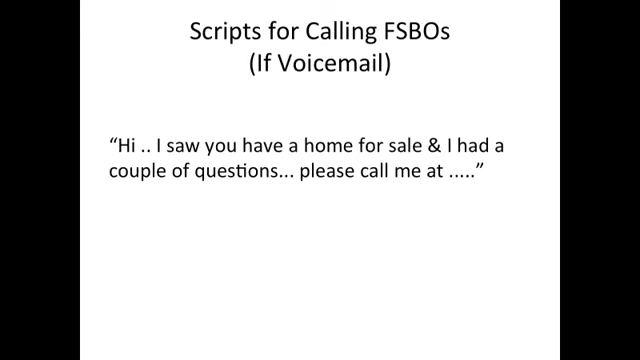 Scripts for Calling FSBOs
(If Voicemail)
“Hi .. I saw you have a home for sale & I had a
couple of questions... please call me at .....”